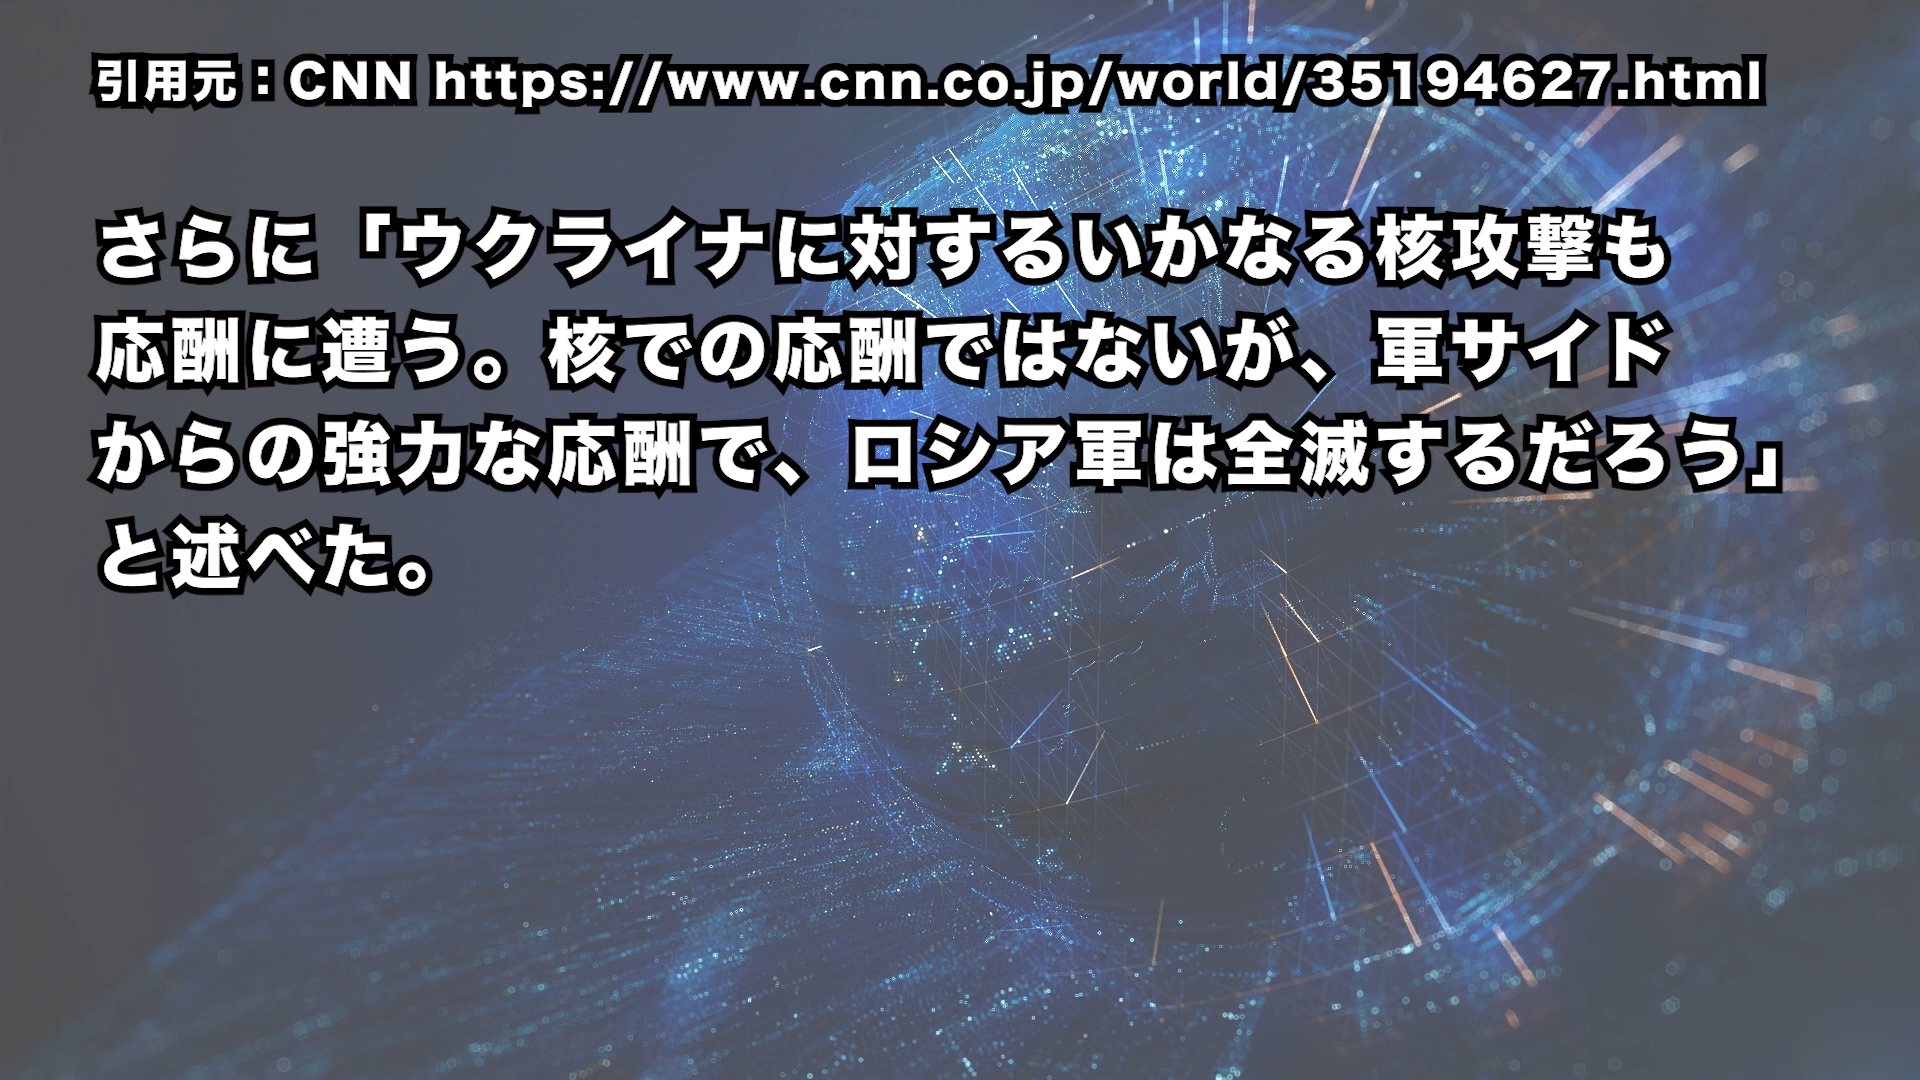 引用元：CNN https://www.cnn.co.jp/world/35194627.html
さらに「ウクライナに対するいかなる核攻撃も
応酬に遭う。核での応酬ではないが、軍サイド
からの強力な応酬で、ロシア軍は全滅するだろう」
と述べた。